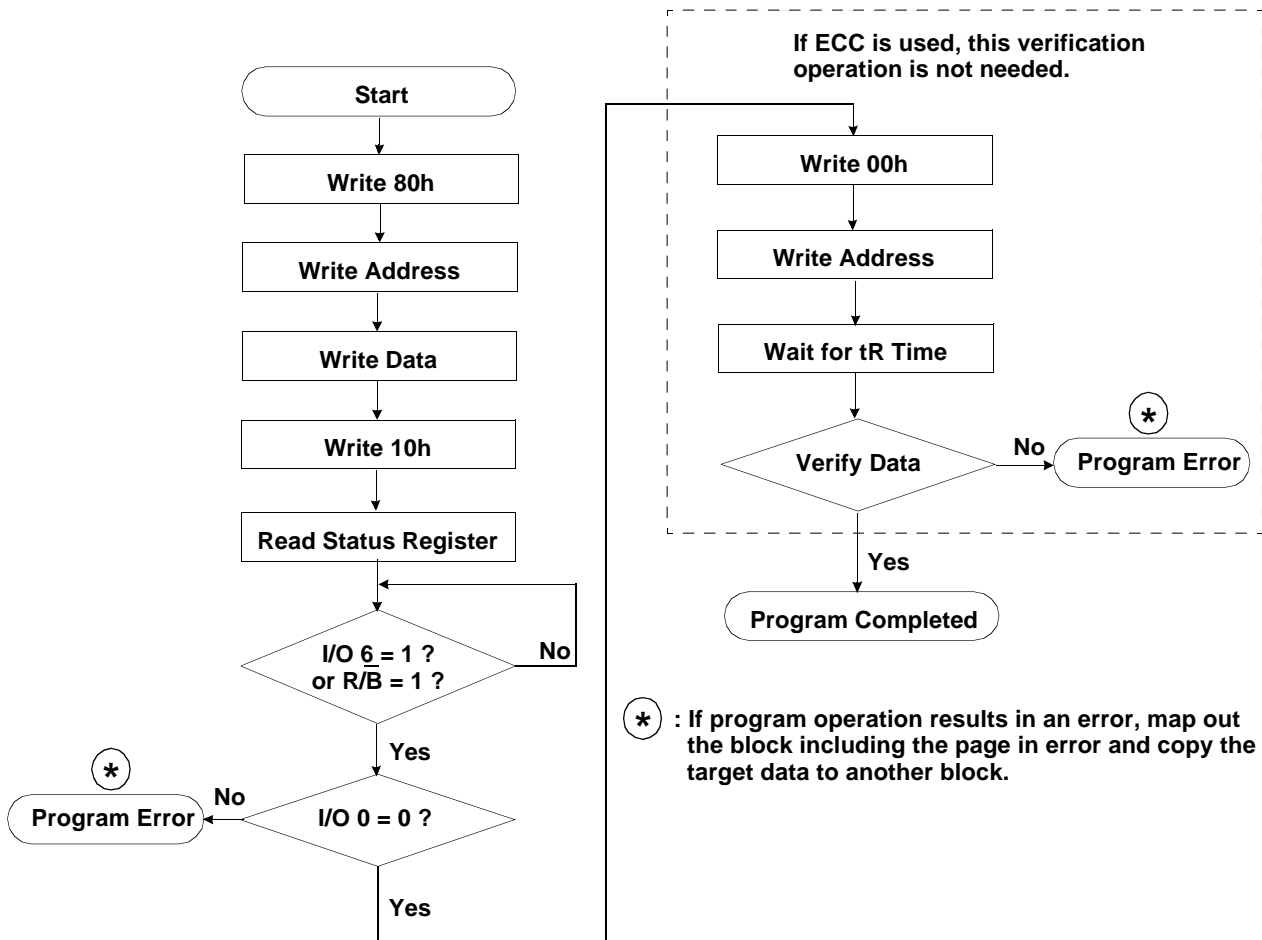 Start
Write 80h
Write Address
Write Data
Write 10h
Read Status Register
I/O 6 = 1 ?
or R/B̅ = 1 ?
No
Yes
*
No
Program Error
I/O 0 = 0 ?
Yes
If ECC is used, this verification
operation is not needed.
Write 00h
Write Address
Wait for tR Time
Verify Data
No
*
Program Error
Yes
Program Completed
* : If program operation results in an error, map out
the block including the page in error and copy the
target data to another block.